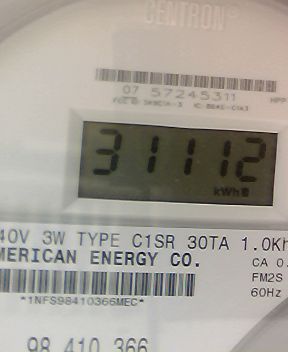 CENTRON®
07 57245311
31112
kWh
40V 3W TYPE C1SR 30TA 1.0Kh
MERICAN ENERGY CO.
CA 0.
FM2S
*1NFS98410366MEC*
60Hz
98 410 366